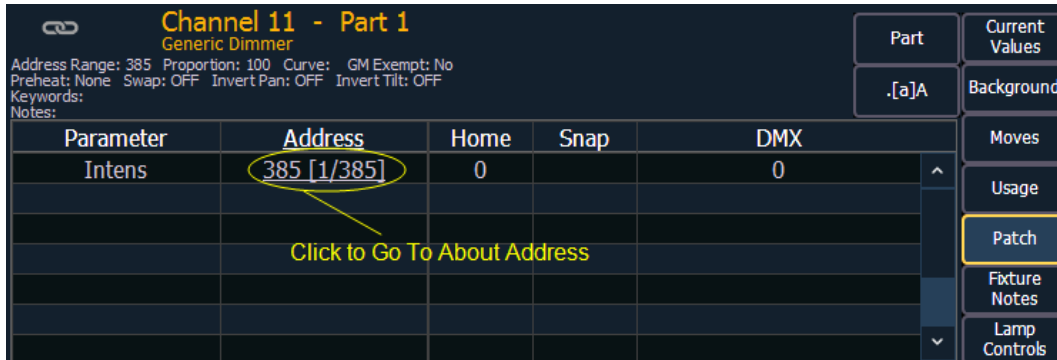 Channel 11 - Part 1
Generic Dimmer
Address Range: 385 Proportion: 100 Curve: GM Exempt: No
Preheat: None Swap: OFF Invert Pan: OFF Invert Tilt: OFF
Keywords:
Notes:
Part
.[a]A
Parameter Address Home Snap DMX
Intens 385 [1/385] 0 0
Click to Go To About Address
Current
Values
Background
Moves
Usage
Patch
Fixture
Notes
Lamp
Controls